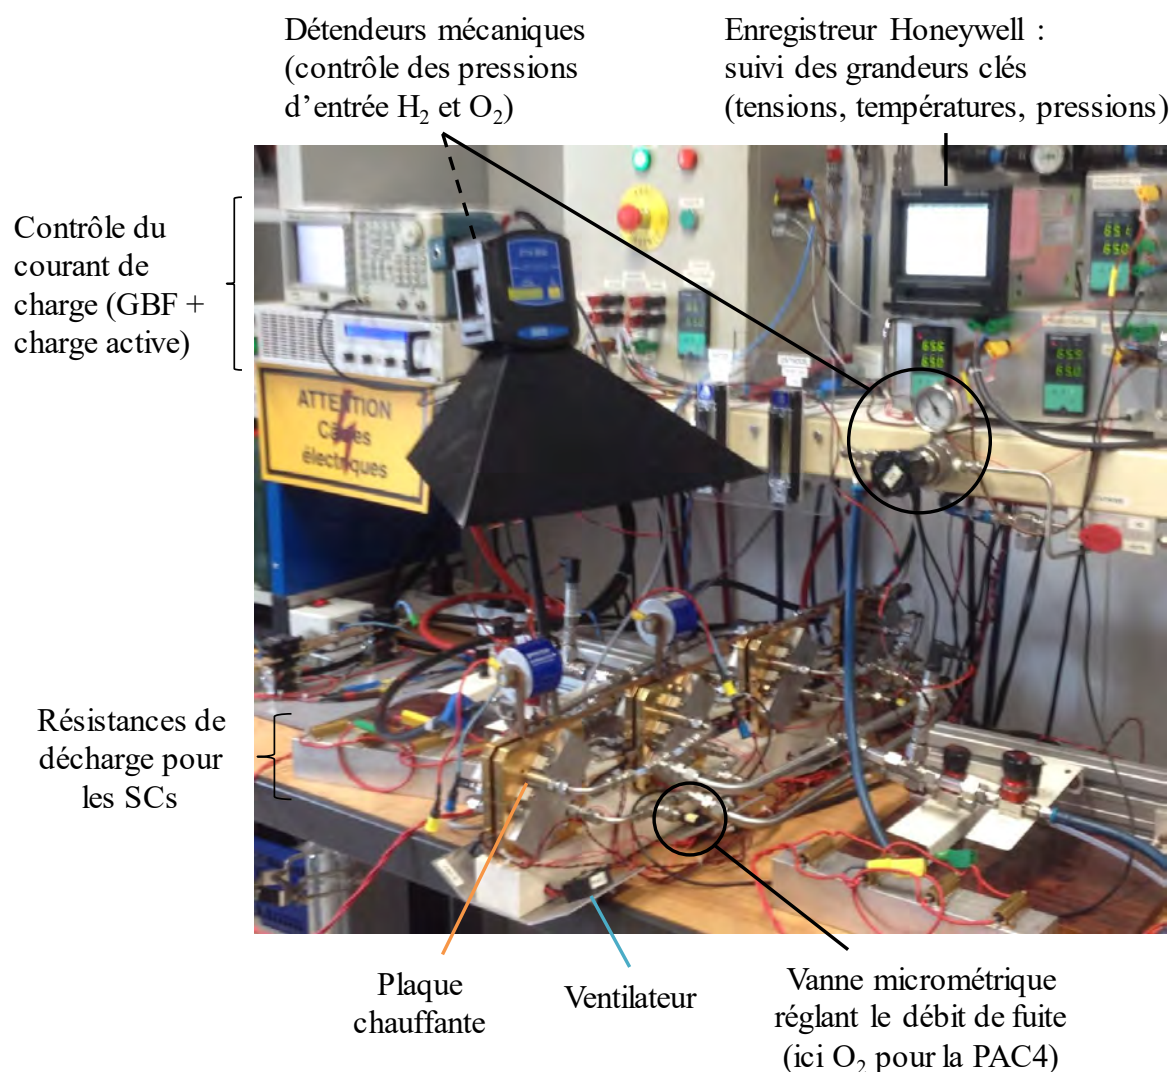 Détendeurs mécaniques
(contrôle des pressions
d’entrée H₂ et O₂)
Enregistreur Honeywell :
suivi des grandeurs clés
(tensions, températures, pressions)
Contrôle du
courant de
charge (GBF +
charge active)
ATTENTION
Câbles
électriques
Résistances de
décharge pour
les SCs
Plaque
chauffante
Ventilateur
Vanne micrométrique
réglant le débit de fuite
(ici O₂ pour la PAC4)